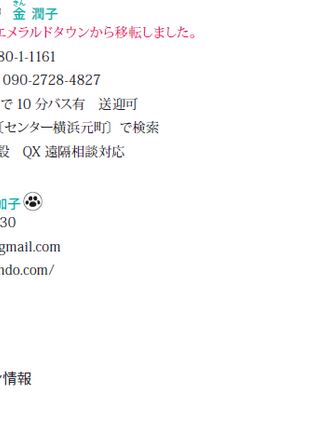 金 潤子
きん
エメラルドタウンから移転しました。
80-1-1161
090-2728-4827
で 10 分バス有　送迎可
〔センター横浜元町〕で検索
設　QX 遠隔相談対応
加子
30
@gmail.com
ndo.com/
ン情報